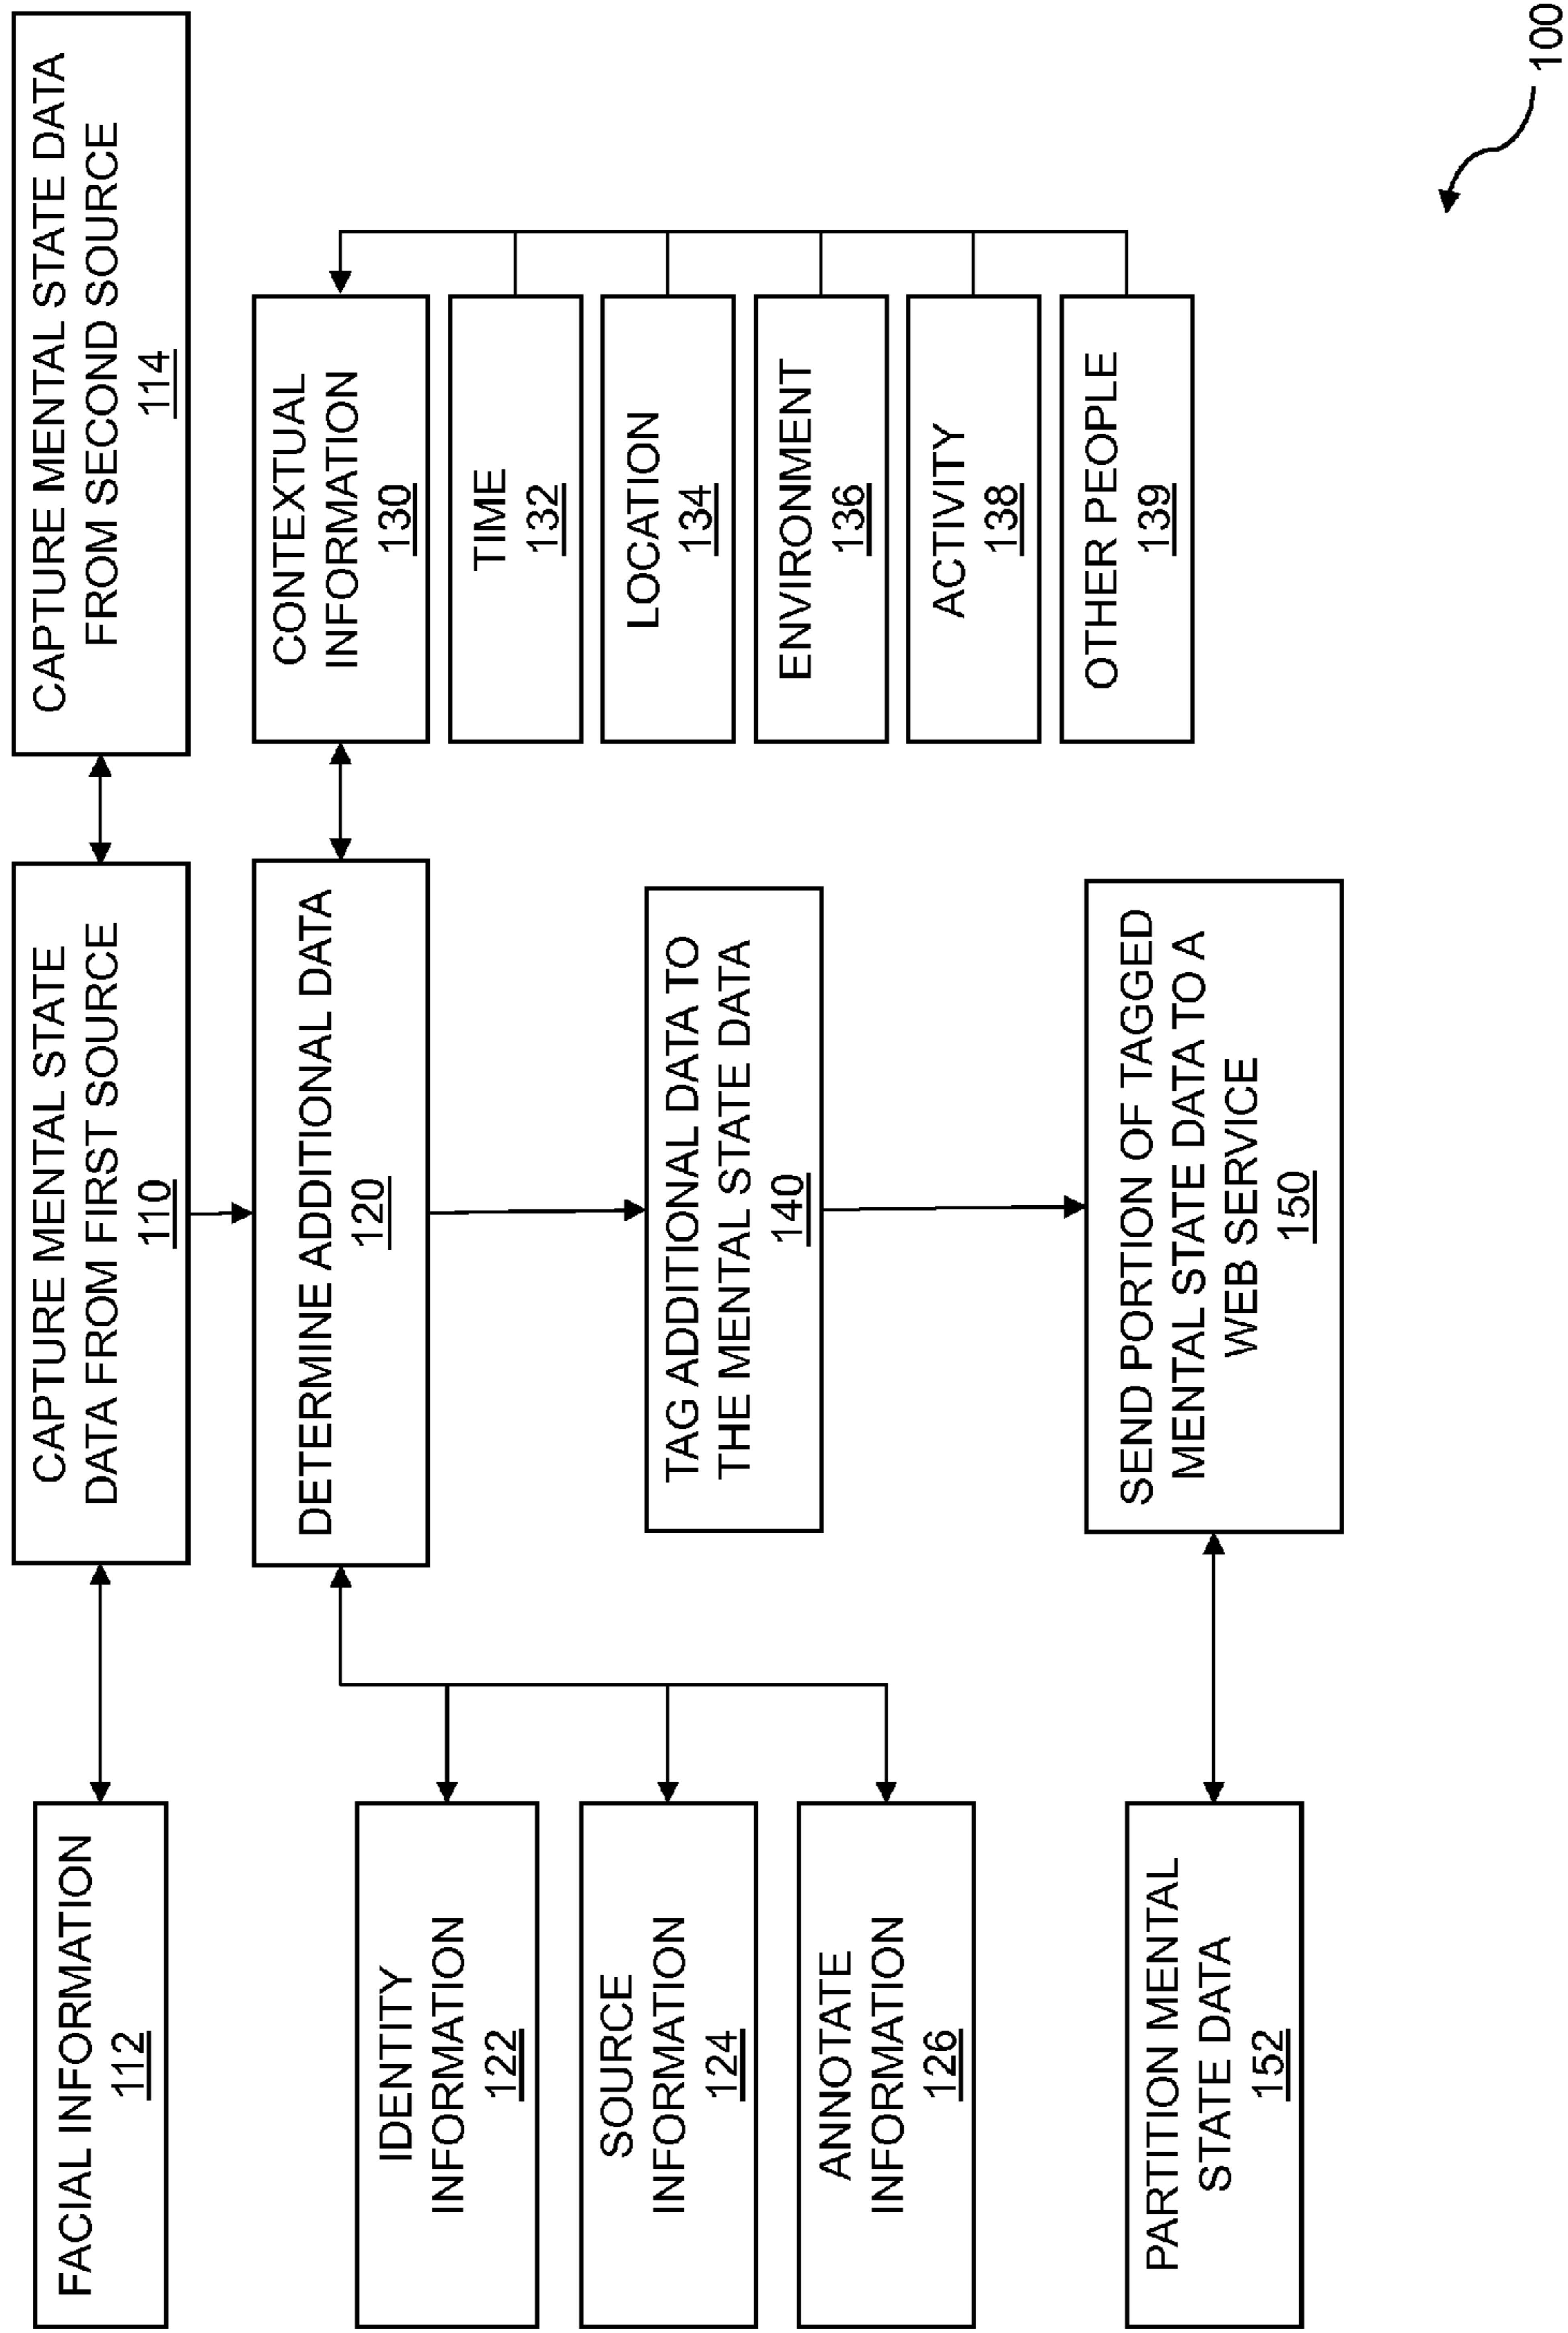 FACIAL INFORMATION
112
CAPTURE MENTAL STATE
DATA FROM FIRST SOURCE
110
CAPTURE MENTAL STATE DATA
FROM SECOND SOURCE
114
DETERMINE ADDITIONAL DATA
120
IDENTITY
INFORMATION
122
SOURCE
INFORMATION
124
ANNOTATE
INFORMATION
126
CONTEXTUAL
INFORMATION
130
TIME
132
LOCATION
134
ENVIRONMENT
136
ACTIVITY
138
OTHER PEOPLE
139
TAG ADDITIONAL DATA TO
THE MENTAL STATE DATA
140
PARTITION MENTAL
STATE DATA
152
SEND PORTION OF TAGGED
MENTAL STATE DATA TO A
WEB SERVICE
150
100